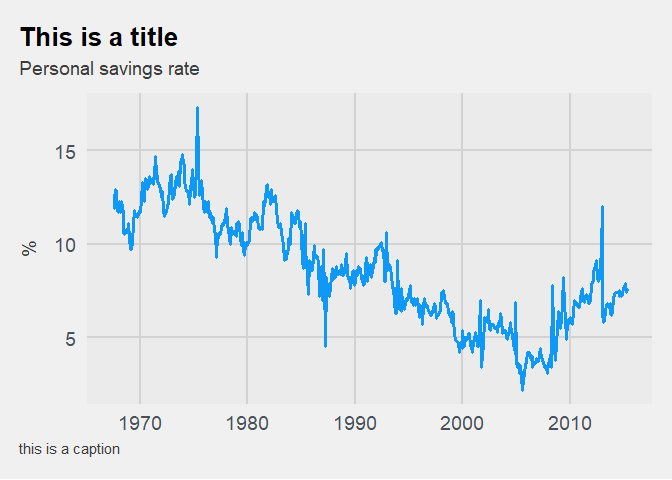 This is a title
Personal savings rate
15
10
5
%
1970 1980 1990 2000 2010
this is a caption